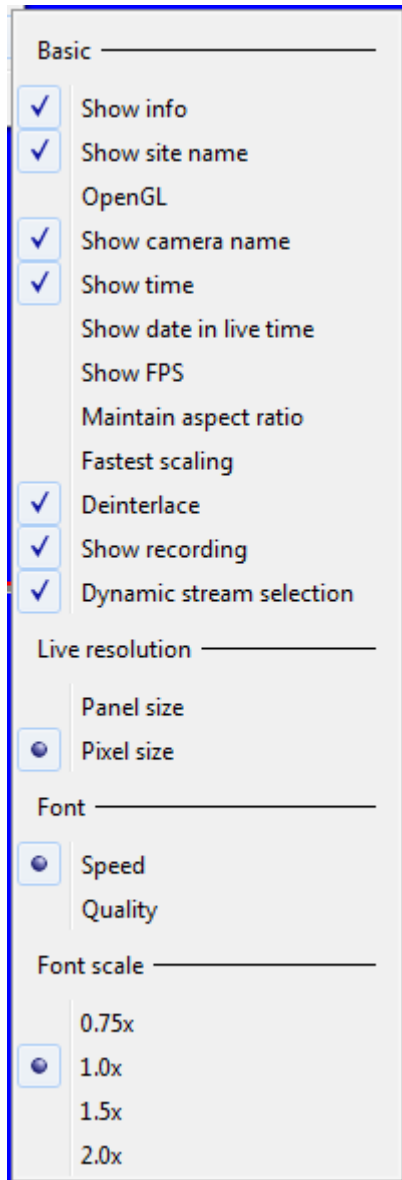 Basic
Show info
Show site name
OpenGL
Show camera name
Show time
Show date in live time
Show FPS
Maintain aspect ratio
Fastest scaling
Deinterlace
Show recording
Dynamic stream selection
Live resolution
Panel size
Pixel size
Font
Speed
Quality
Font scale
0.75x
1.0x
1.5x
2.0x